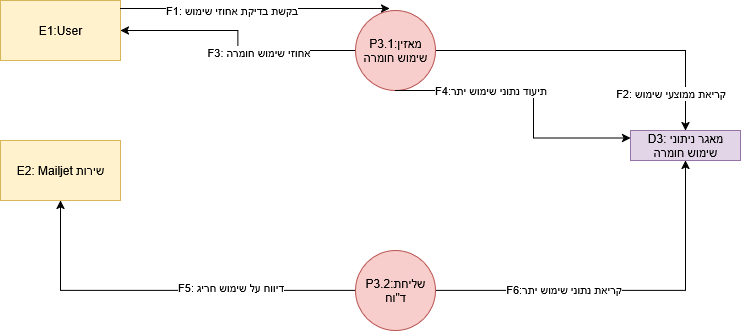 F1: בקשת בדיקת אחוזי שימוש
E1:User
P3.1:מאזין
שימוש חומרה
F3: אחוזי שימוש חומרה
F4:תיעוד נתוני שימוש יתר
F2: קריאת ממוצעי שימוש
D3: מאגר ניתוני
שימוש חומרה
E2: Mailjet שירות
P3.2:שליחת
ד"וח
F5: דיווח על שימוש חריג
F6:קריאת נתוני שימוש יתר